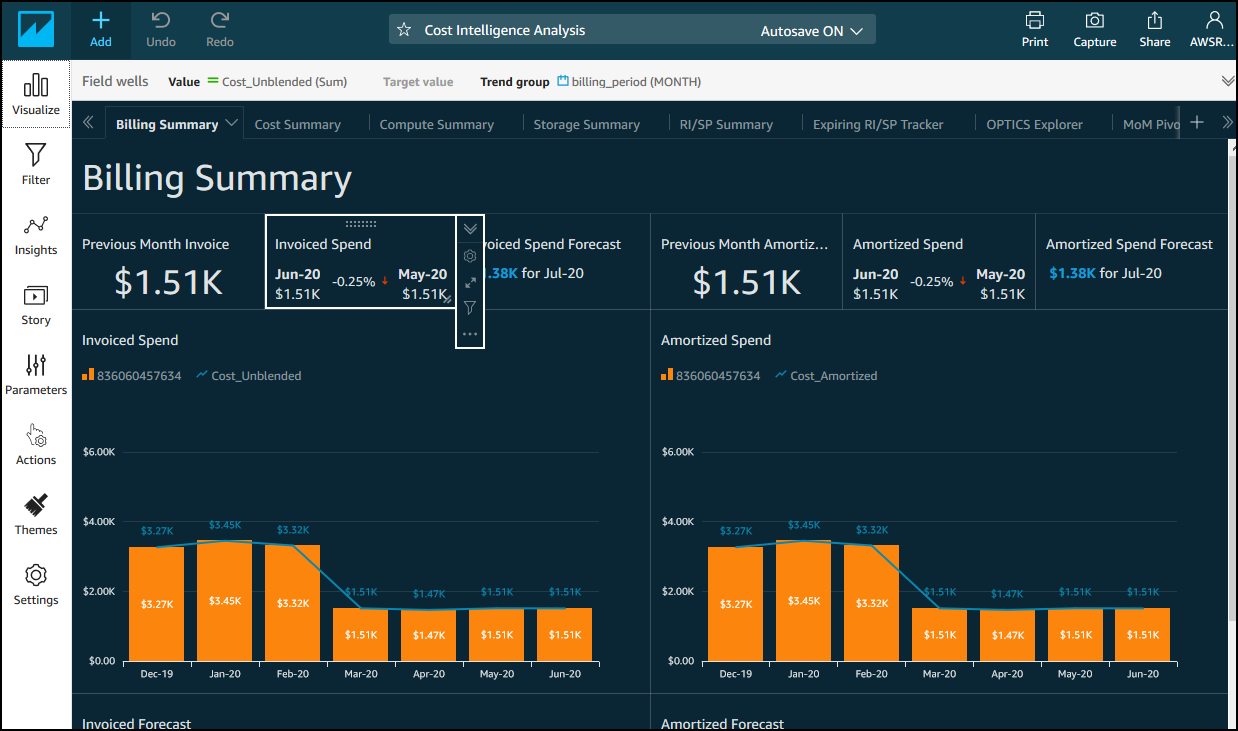 Add
Undo
Redo
Cost Intelligence Analysis
Autosave ON
Print
Capture
Share
AWSR...
Visualize
Filter
Insights
Story
Parameters
Actions
Themes
Settings
Field wells
Value Cost_Unblended (Sum)
Target value
Trend group billing_period (MONTH)
Billing Summary
Cost Summary
Compute Summary
Storage Summary
RI/SP Summary
Expiring RI/SP Tracker
OPTICS Explorer
MoM Pivo
Billing Summary
Previous Month Invoice
$1.51K
Invoiced Spend
Jun-20 -0.25% May-20
$1.51K $1.51K
voiced Spend Forecast
.38K for Jul-20
Previous Month Amortiz...
$1.51K
Amortized Spend
Jun-20 -0.25% May-20
$1.51K $1.51K
Amortized Spend Forecast
$1.38K for Jul-20
Invoiced Spend
836060457634 Cost_Unblended
$6.00K
$4.00K
$2.00K
$0.00
$3.27K $3.45K $3.32K $1.51K $1.47K $1.51K $1.51K
$3.27K $3.45K $3.32K $1.51K $1.47K $1.51K $1.51K
Dec-19 Jan-20 Feb-20 Mar-20 Apr-20 May-20 Jun-20
Amortized Spend
836060457634 Cost_Amortized
$6.00K
$4.00K
$2.00K
$0.00
$3.27K $3.45K $3.32K $1.51K $1.47K $1.51K $1.51K
$3.27K $3.45K $3.32K $1.51K $1.47K $1.51K $1.51K
Dec-19 Jan-20 Feb-20 Mar-20 Apr-20 May-20 Jun-20
Invoiced Forecast
Amortized Forecast